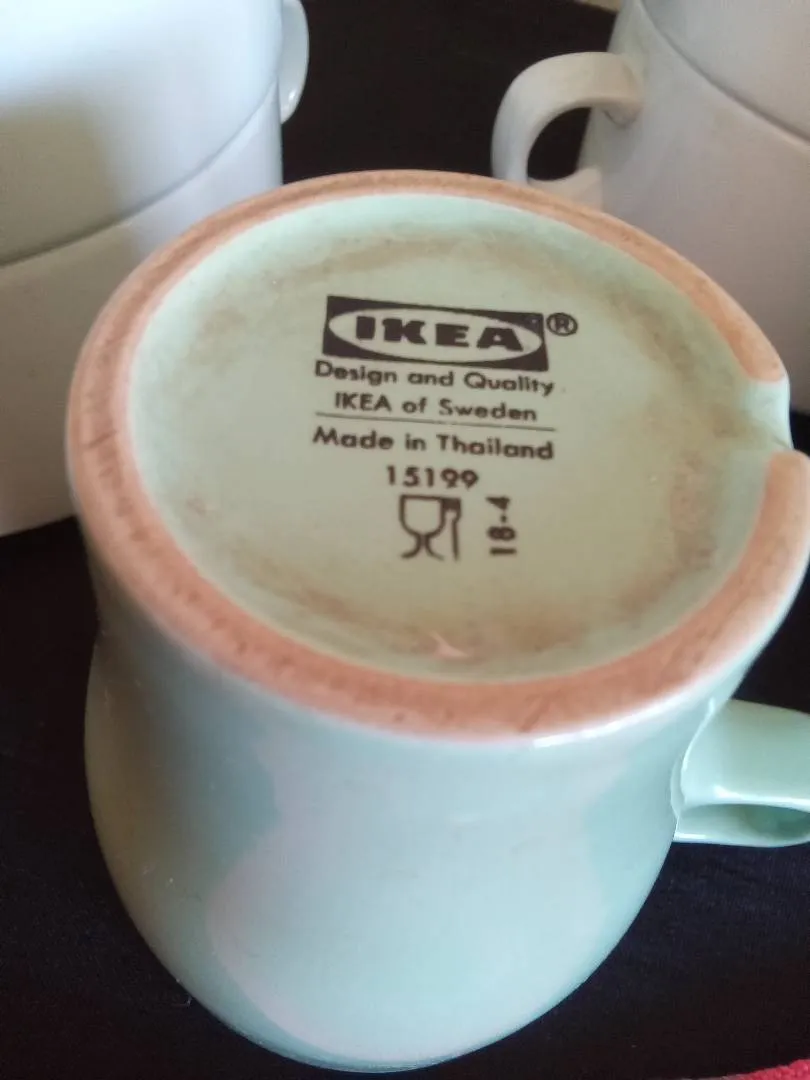 IKEA®
Design and Quality
IKEA of Sweden
Made in Thailand
15199
18-4